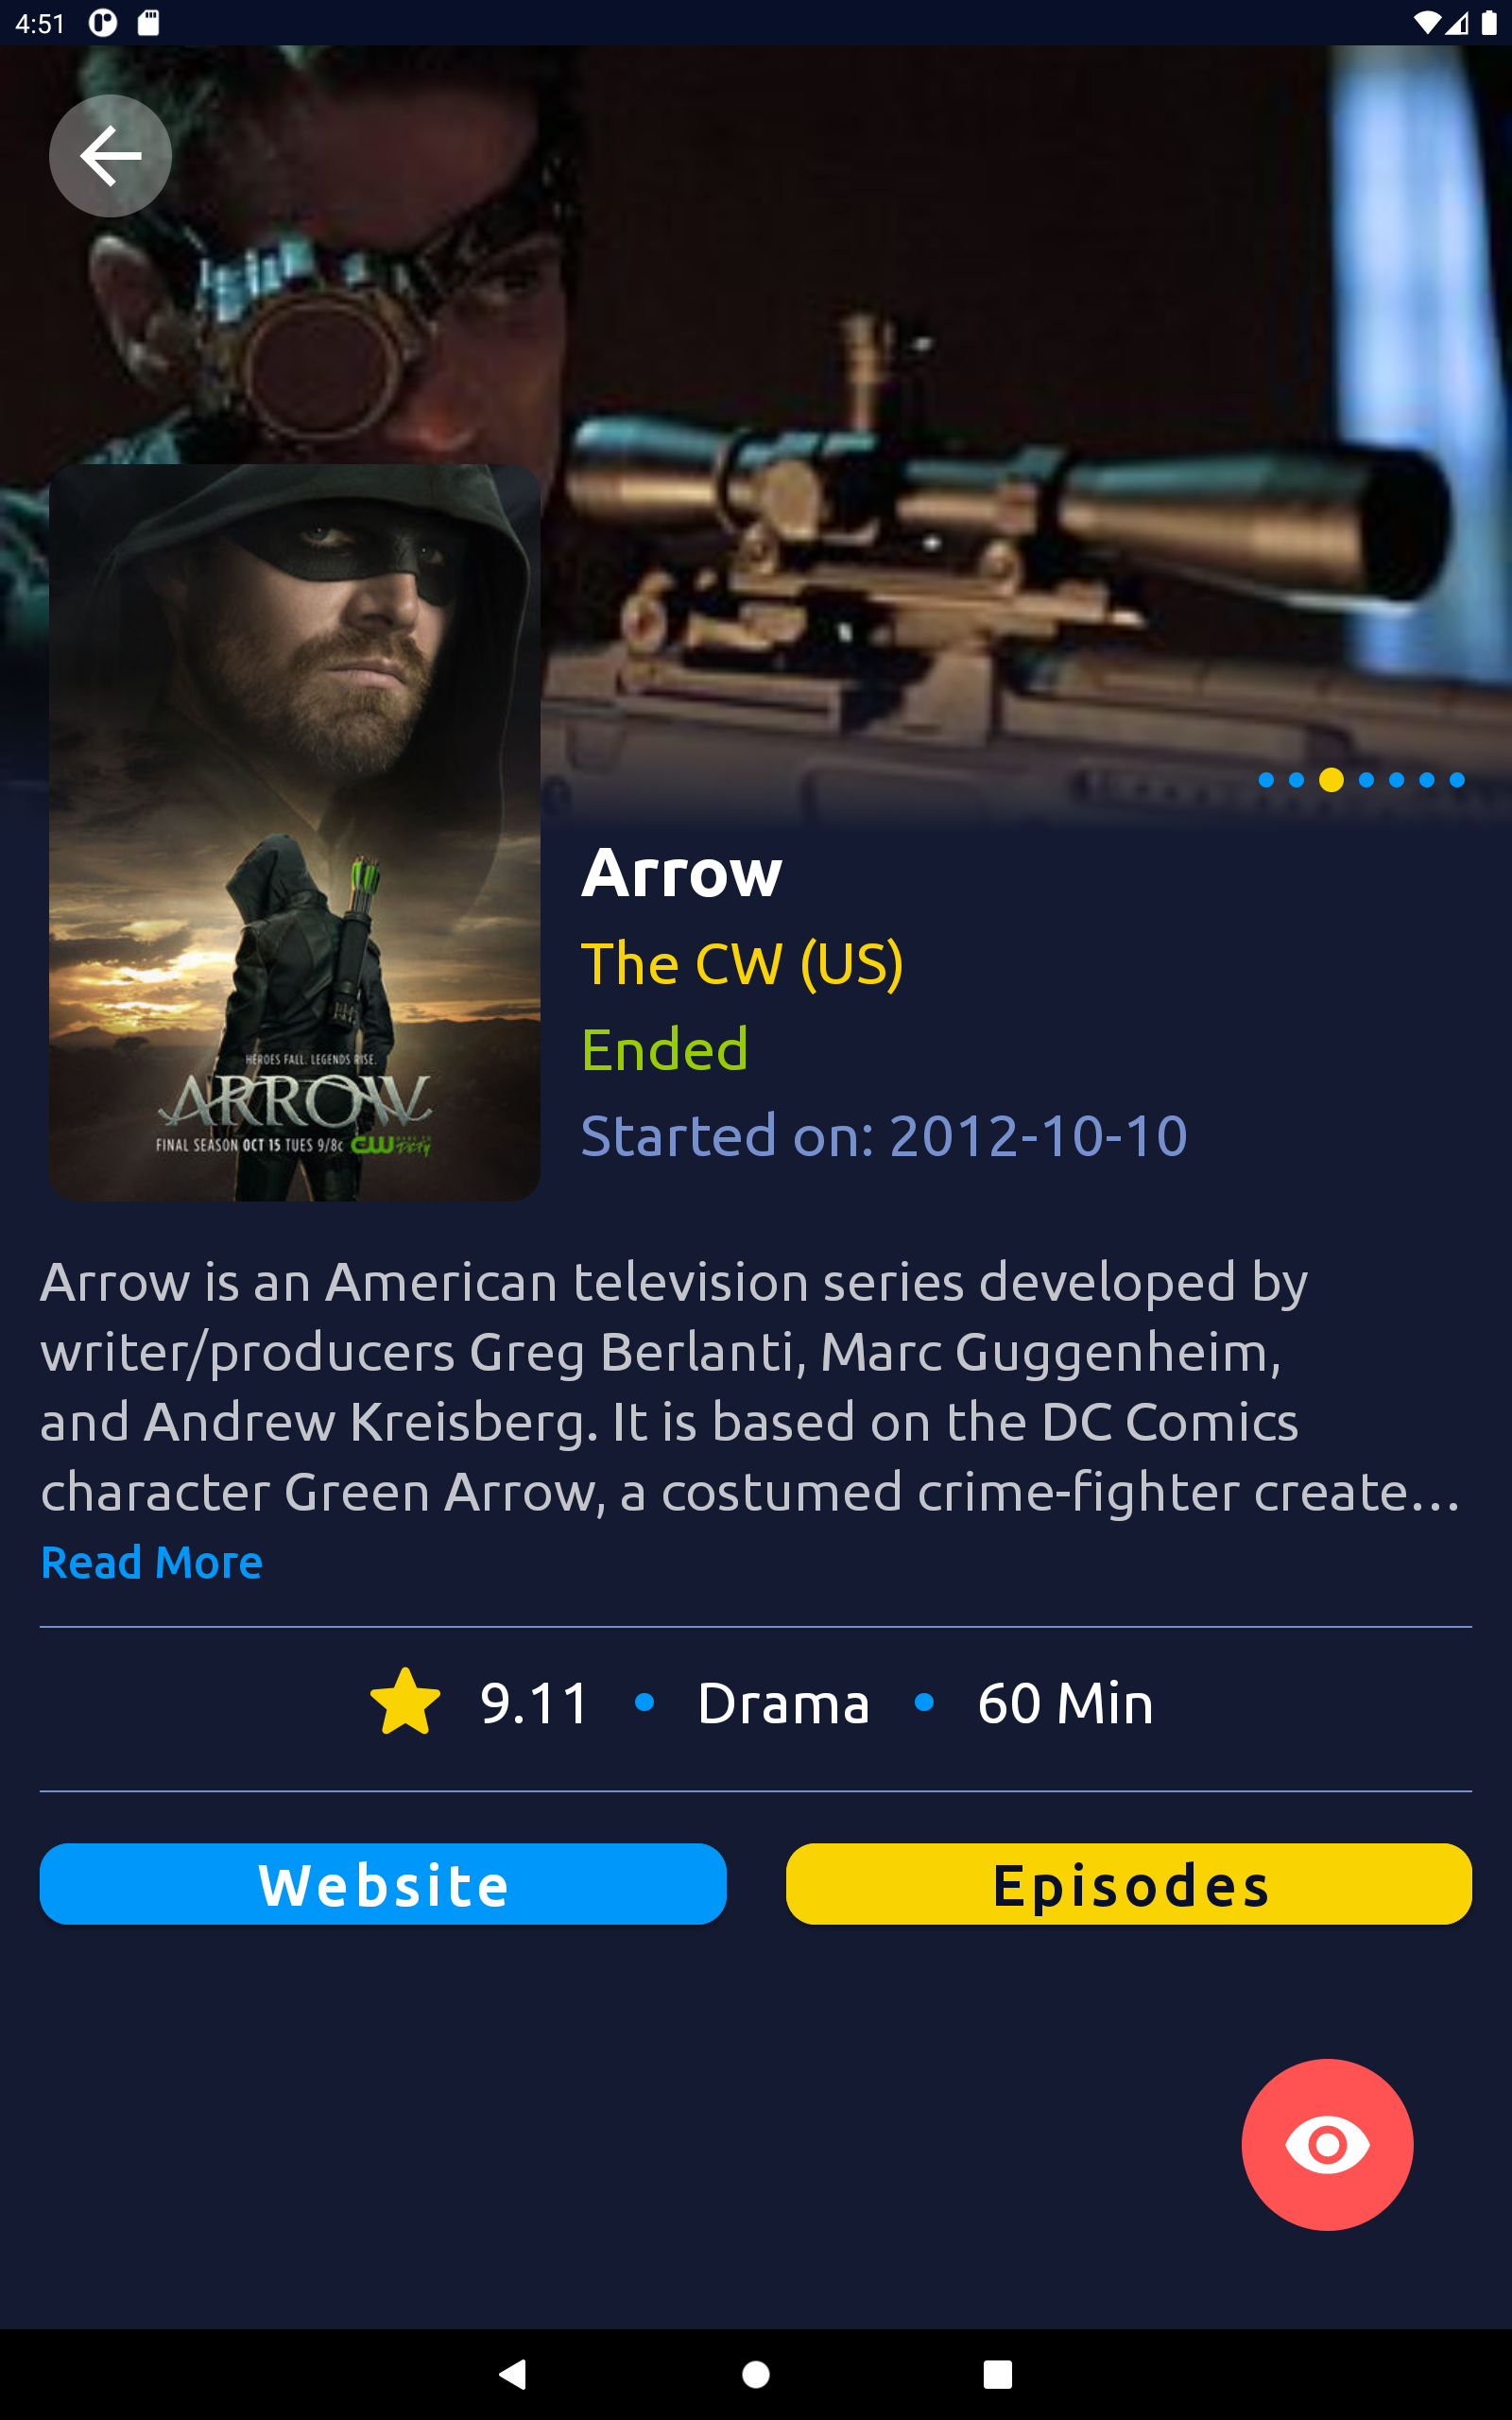 4:51
HEROES FALL. LEGENDS RISE.
ARROW
FINAL SEASON OCT 15 TUES 9/8c CW
Arrow
The CW (US)
Ended
Started on: 2012-10-10
Arrow is an American television series developed by
writer/producers Greg Berlanti, Marc Guggenheim,
and Andrew Kreisberg. It is based on the DC Comics
character Green Arrow, a costumed crime-fighter create...
Read More
9.11 • Drama • 60 Min
Website
Episodes